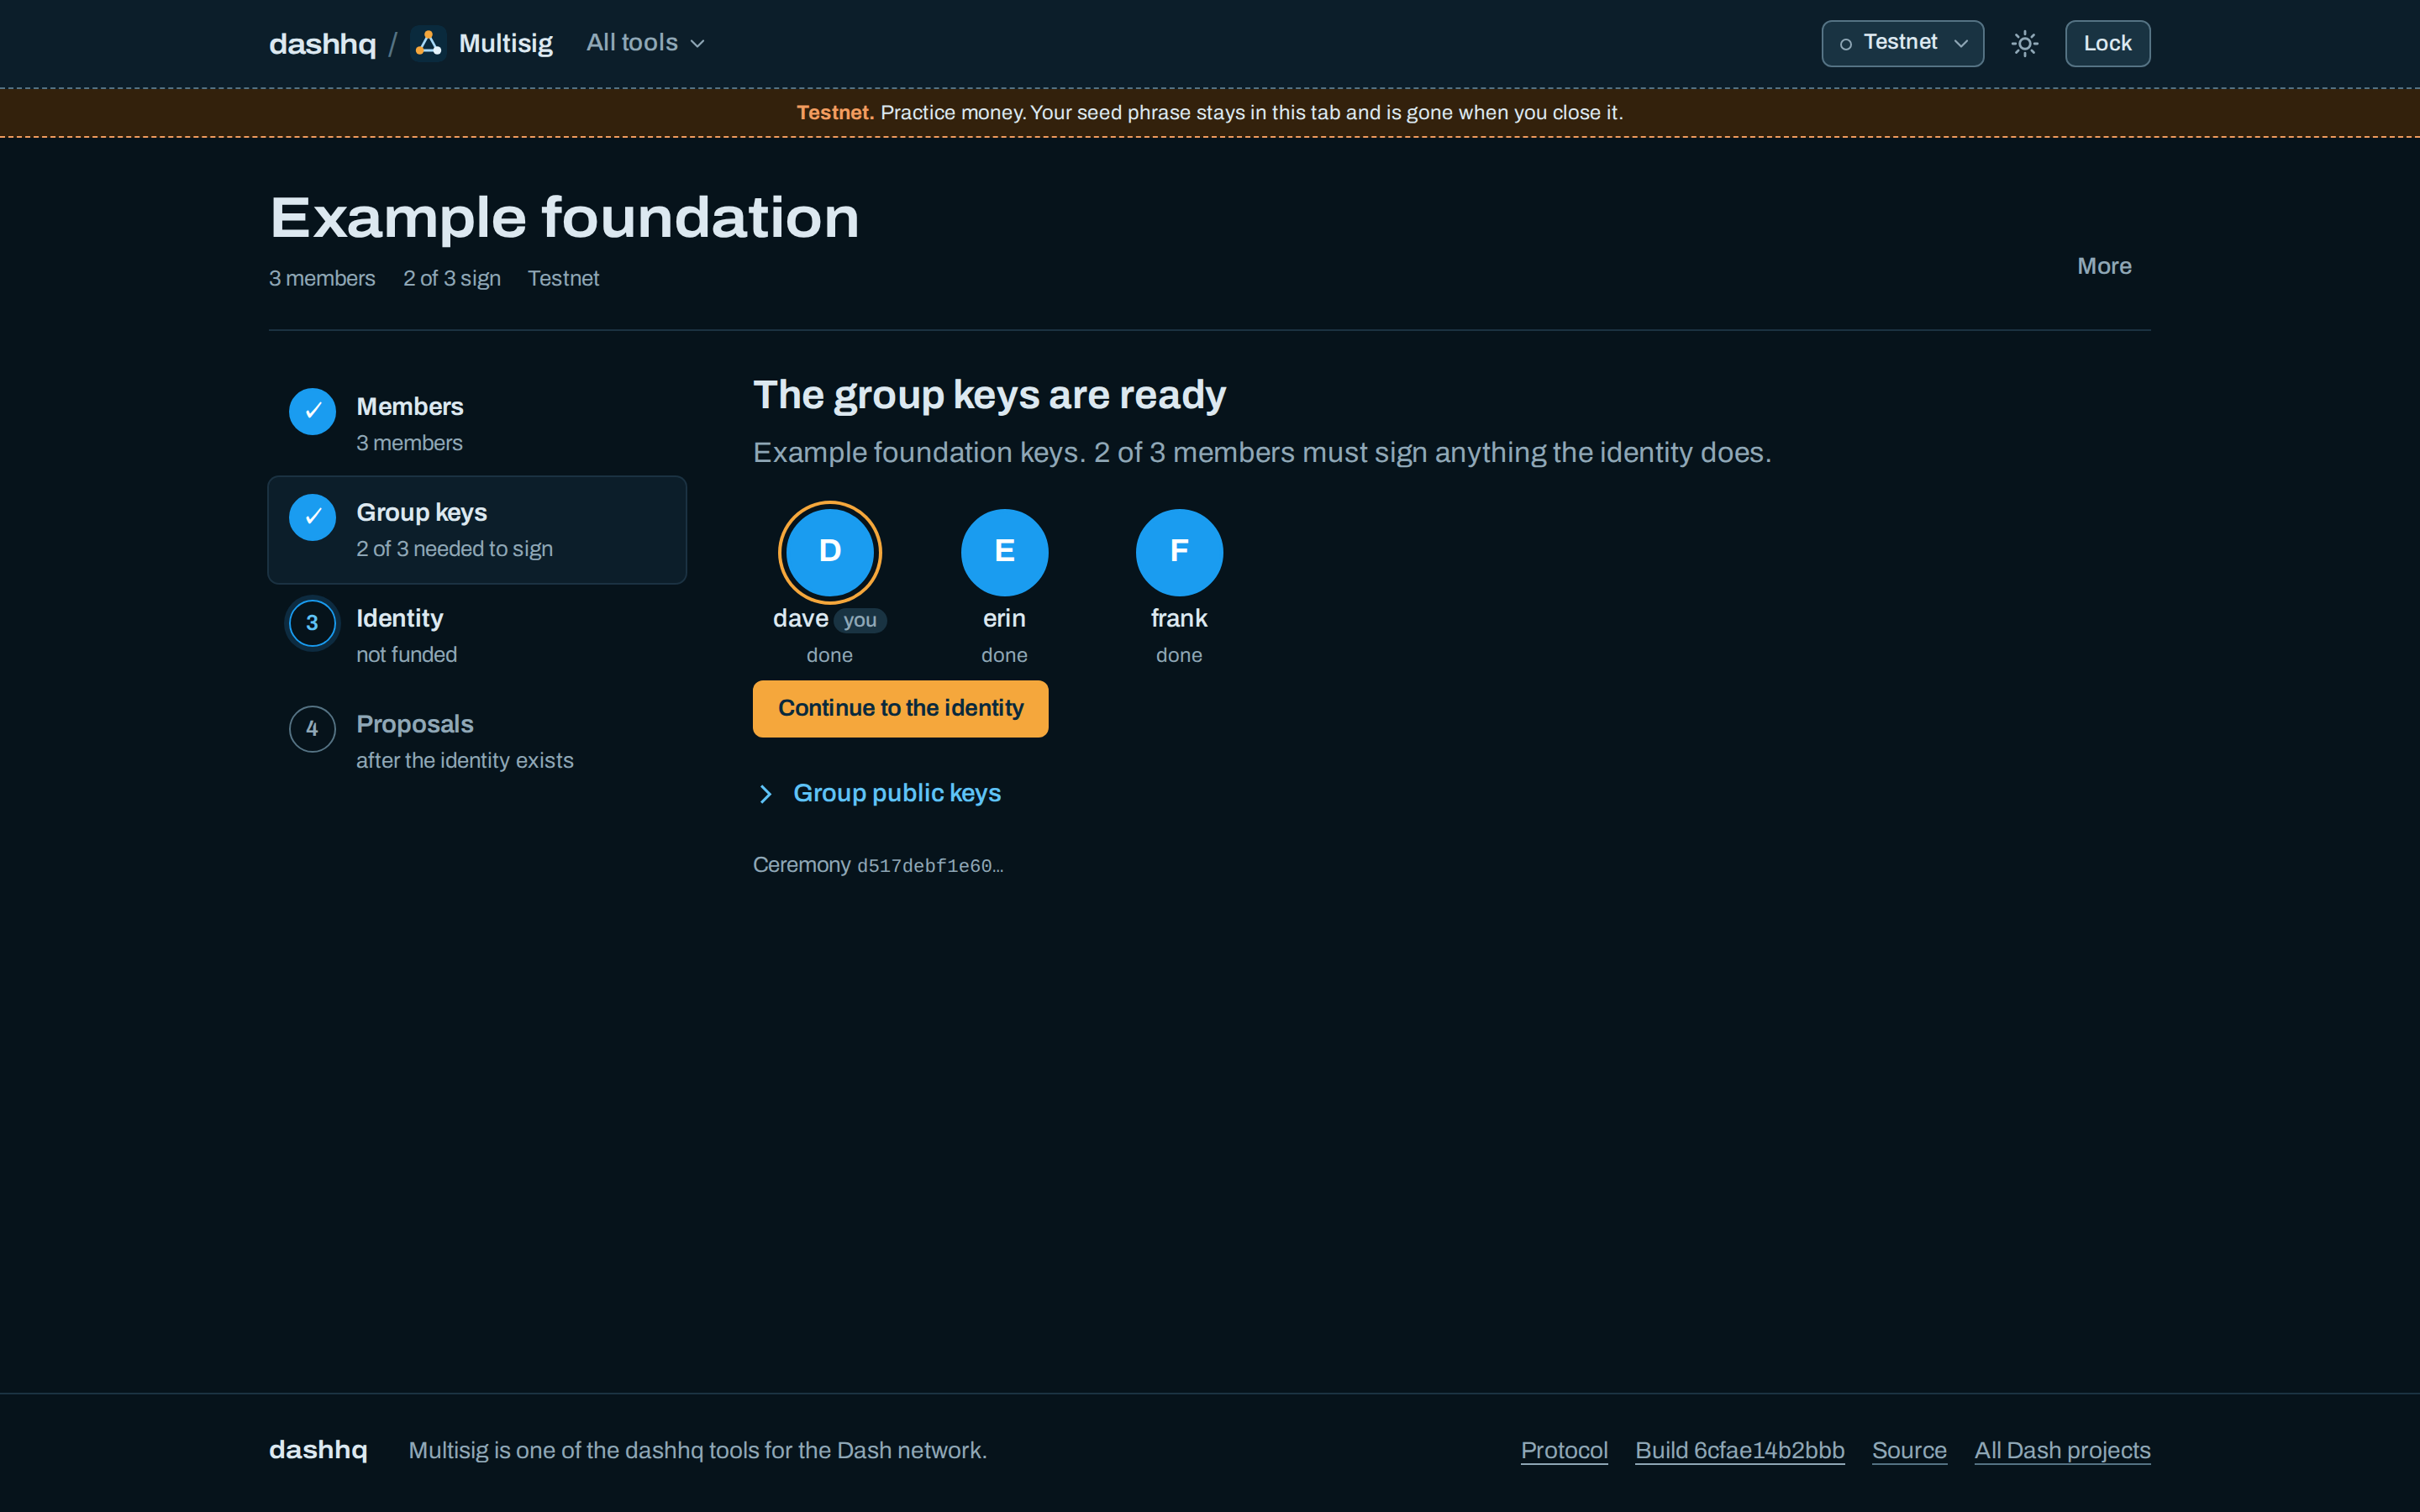 dashhq / Multisig All tools Testnet Lock
Testnet. Practice money. Your seed phrase stays in this tab and is gone when you close it.
Example foundation
3 members 2 of 3 sign Testnet
More
✓ Members
3 members
✓ Group keys
2 of 3 needed to sign
3 Identity
not funded
4 Proposals
after the identity exists
The group keys are ready
Example foundation keys. 2 of 3 members must sign anything the identity does.
D E F
dave you erin frank
done done done
Continue to the identity
Group public keys
Ceremony d517debf1e60…
dashhq Multisig is one of the dashhq tools for the Dash network. Protocol Build 6cfae14b2bbb Source All Dash projects